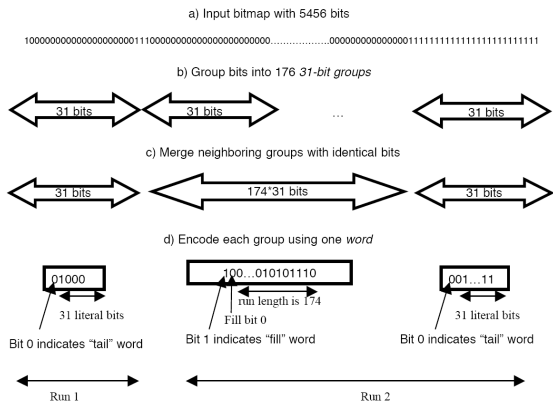 a) Input bitmap with 5456 bits
100000000000000000000111000000000000000000000000………………...0000000000000001111111111111111111111111
b) Group bits into 176 31-bit groups
31 bits 31 bits … 31 bits
c) Merge neighboring groups with identical bits
31 bits 174*31 bits 31 bits
d) Encode each group using one word
01000 100…010101110 001…11
31 literal bits run length is 174 31 literal bits
Fill bit 0
Bit 0 indicates “tail” word Bit 1 indicates “fill” word Bit 0 indicates “tail” word
Run 1 Run 2